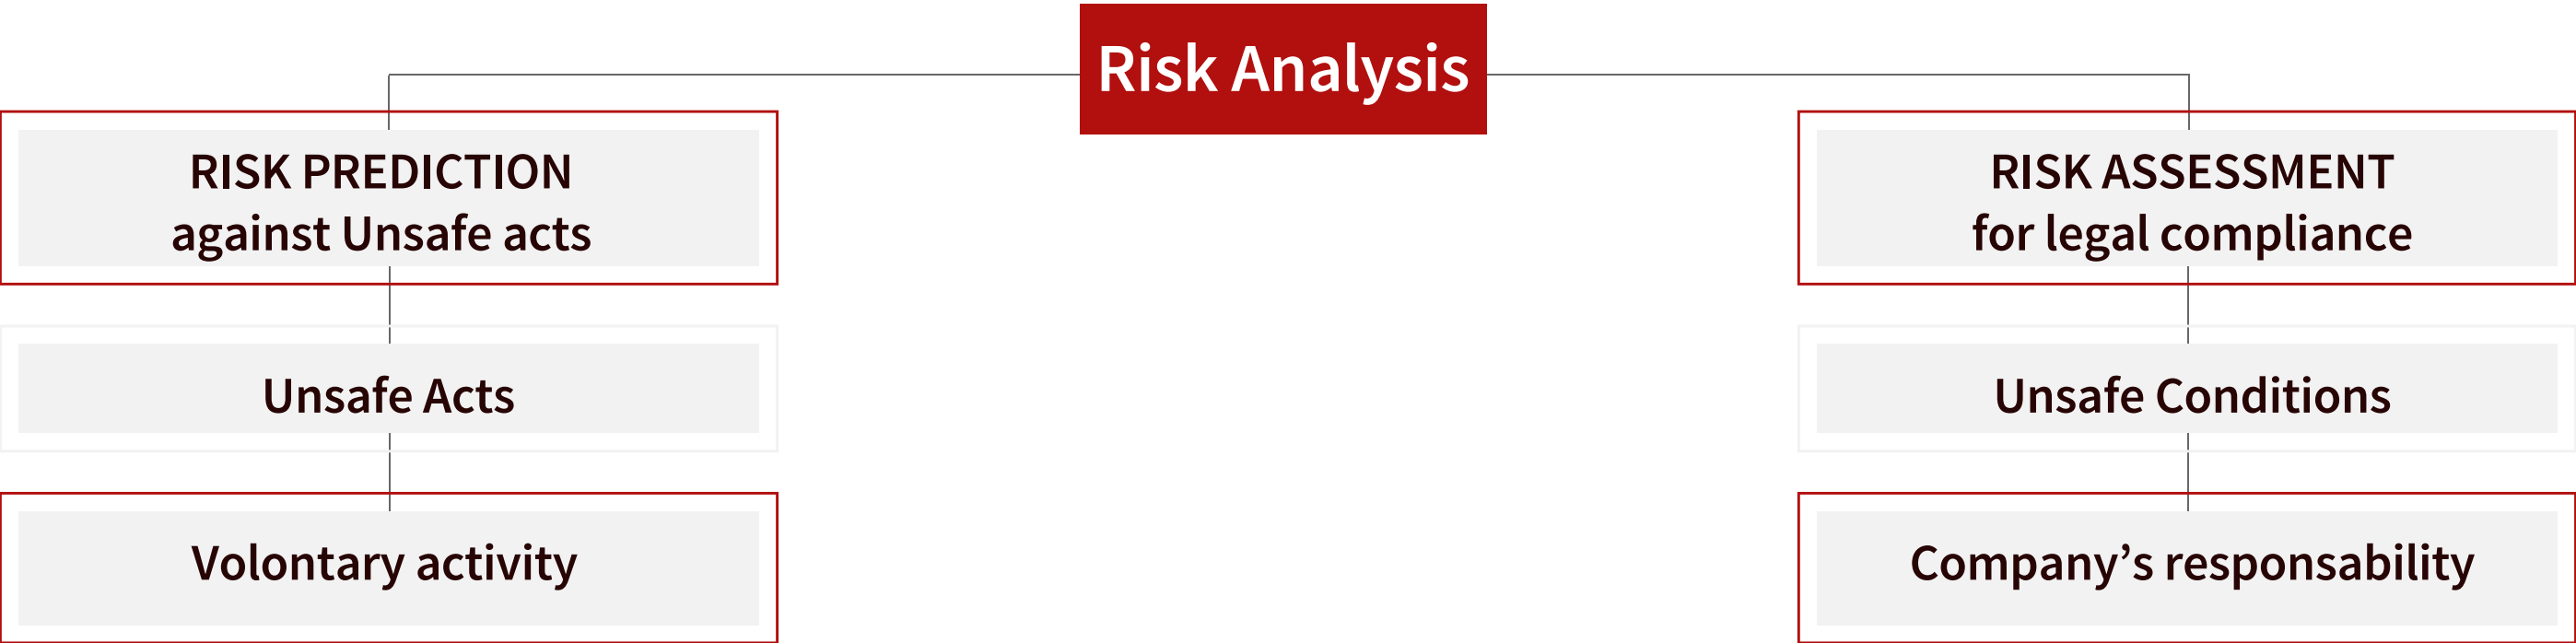 Risk Analysis
RISK PREDICTION
against Unsafe acts
Unsafe Acts
Volontary activity
RISK ASSESSMENT
for legal compliance
Unsafe Conditions
Company’s responsability